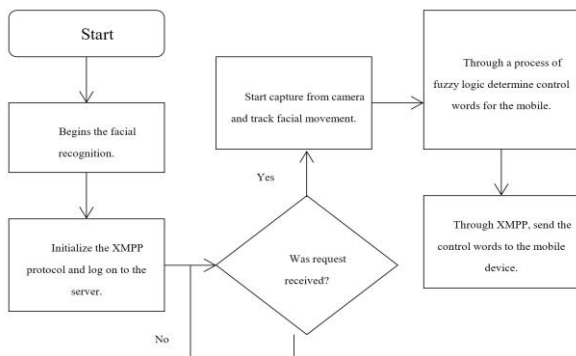 Start
Begins the facial
recognition.
Initialize the XMPP
protocol and log on to the
server.
Was request
received?
No
Yes
Start capture from camera
and track facial movement.
Through a process of
fuzzy logic determine control
words for the mobile.
Through XMPP, send the
control words to the mobile
device.